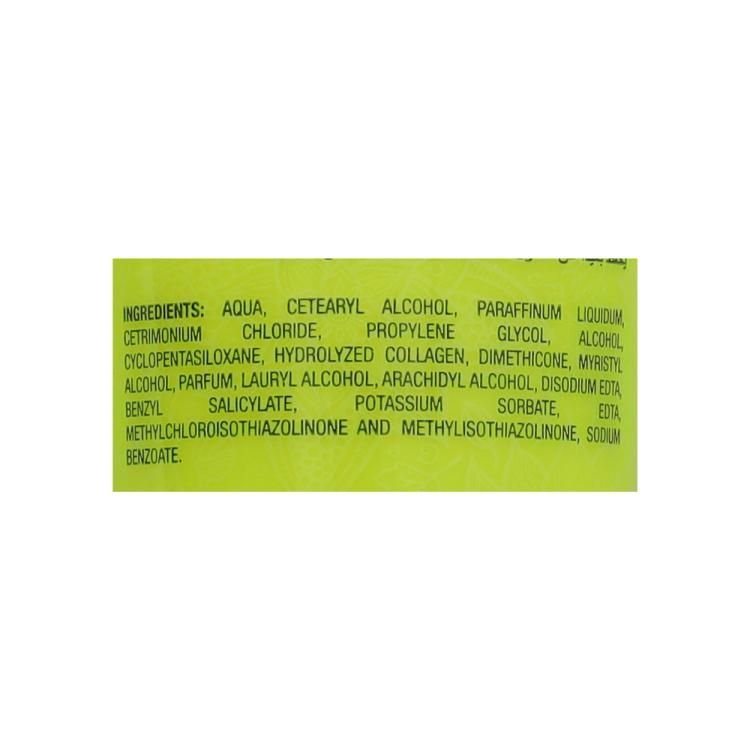 INGREDIENTS: AQUA, CETEARYL ALCOHOL, PARAFFINUM LIQUIDUM,
CETRIMONIUM CHLORIDE, PROPYLENE GLYCOL, ALCOHOL,
CYCLOPENTASILOXANE, HYDROLYZED COLLAGEN, DIMETHICONE, MYRISTYL
ALCOHOL, PARFUM, LAURYL ALCOHOL, ARACHIDYL ALCOHOL, DISODIUM EDTA,
BENZYL SALICYLATE, POTASSIUM SORBATE, EDTA,
METHYLCHLOROISOTHIAZOLINONE AND METHYLISOTHIAZOLINONE, SODIUM
BENZOATE.